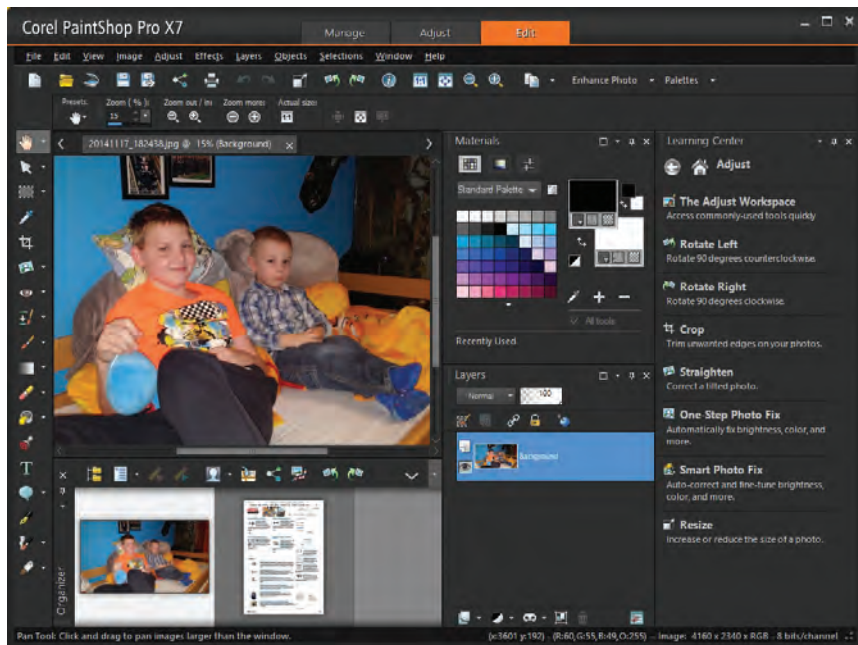 Corel PaintShop Pro X7
Manage Adjust Edit
File Edit View Image Adjust Effects Layers Objects Selections Window Help
Enhance Photo Palettes
Presets: Zoom ( % ): Zoom out / In: Zoom more: Actual size:
15
20141117_182438.jpg @ 15% (Background)
Materials
Standard Palette
All tools
Recently Used
Layers
Normal 100
Background
Learning Center
Adjust
The Adjust Workspace
Access commonly-used tools quickly
Rotate Left
Rotate 90 degrees counterclockwise.
Rotate Right
Rotate 90 degrees clockwise.
Crop
Trim unwanted edges on your photos.
Straighten
Correct a tilted photo.
One-Step Photo Fix
Automatically fix brightness, color, and
more.
Smart Photo Fix
Auto-correct and fine-tune brightness,
color, and more.
Resize
Increase or reduce the size of a photo.
Organizer
Pan Tool: Click and drag to pan images larger than the window.
(x:3601 y:192) - (R:60,G:55,B:49,O:255) -- Image: 4160 x 2340 x RGB - 8 bits/channel